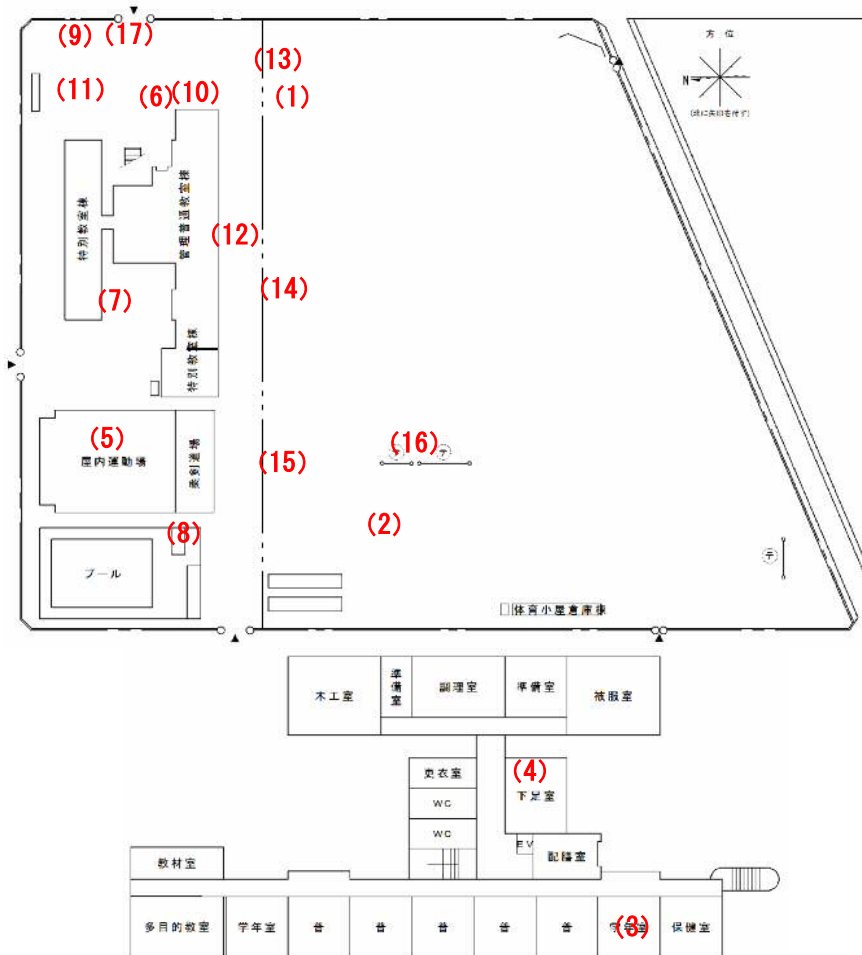 (9)
(17)
(13)
(11)
(6)
(10)
(1)
方位
N
特別教室棟
管理普通教室棟
(12)
(7)
(14)
特別教室棟
(5)
屋内運動場
柔剣道場
(15)
(16)
テ
(8)
(2)
プール
テ
体育小屋倉庫棟
木工室
準備室
調理室
準備室
被服室
更衣室
(4)
下足室
WC
WC
EV
配膳室
教材室
多目的教室
学年室
普
普
普
普
普
学年室
(3)
保健室